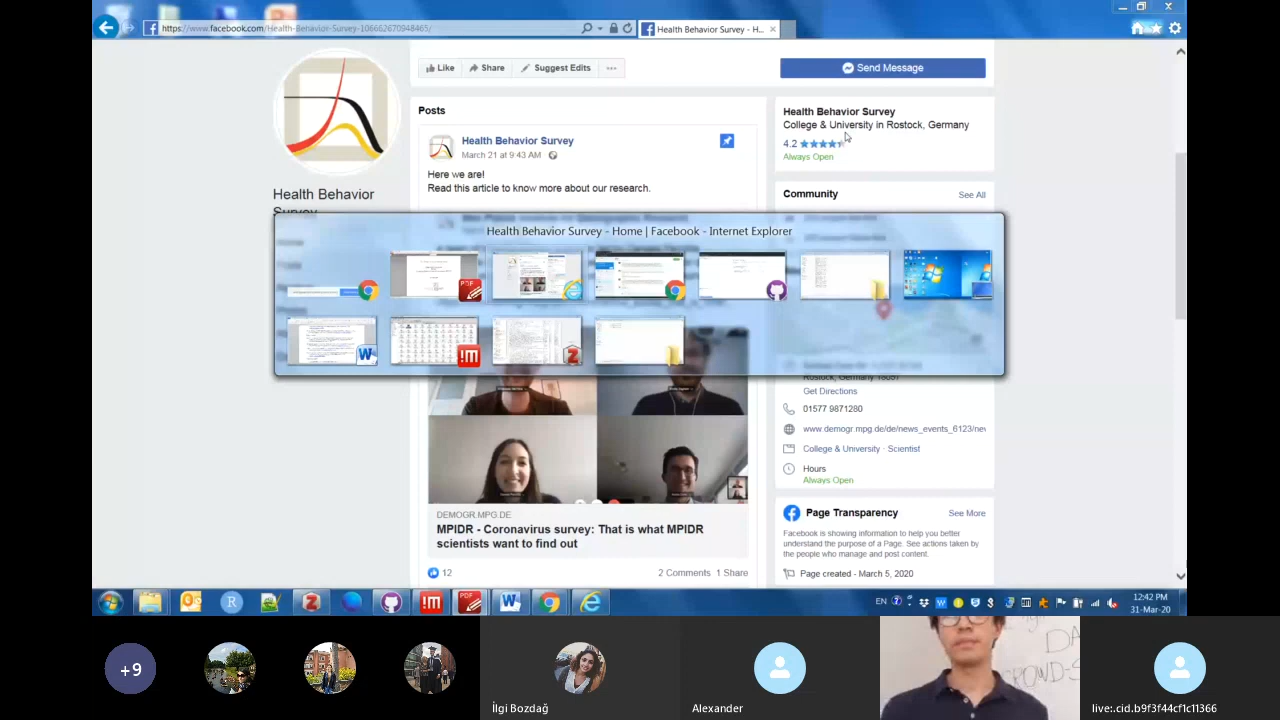 https://www.facebook.com/Health-Behavior-Survey-106662670948465/
Health Behavior Survey - H...
Like
Share
Suggest Edits
Send Message
Posts
Health Behavior Survey
College & University in Rostock, Germany
4.2
Always Open
Health Behavior Survey
March 21 at 9:43 AM
Here we are!
Read this article to know more about our research.
Community
See All
Health Behavior
Survey
Health Behavior Survey - Home | Facebook - Internet Explorer
PDF
Get Directions
01577 9871280
www.demogr.mpg.de/de/news_events_6123/nev
College & University · Scientist
Hours
Always Open
DEMOGR.MPG.DE
MPIDR - Coronavirus survey: That is what MPIDR
scientists want to find out
12
2 Comments
1 Share
Page Transparency
See More
Facebook is showing information to help you better
understand the purpose of a Page. See actions taken by
the people who manage and post content.
Page created - March 5, 2020
EN
12:42 PM
31-Mar-20
+9
İlgi Bozdağ
Alexander
live:.cid.b9f3f44cf1c11366